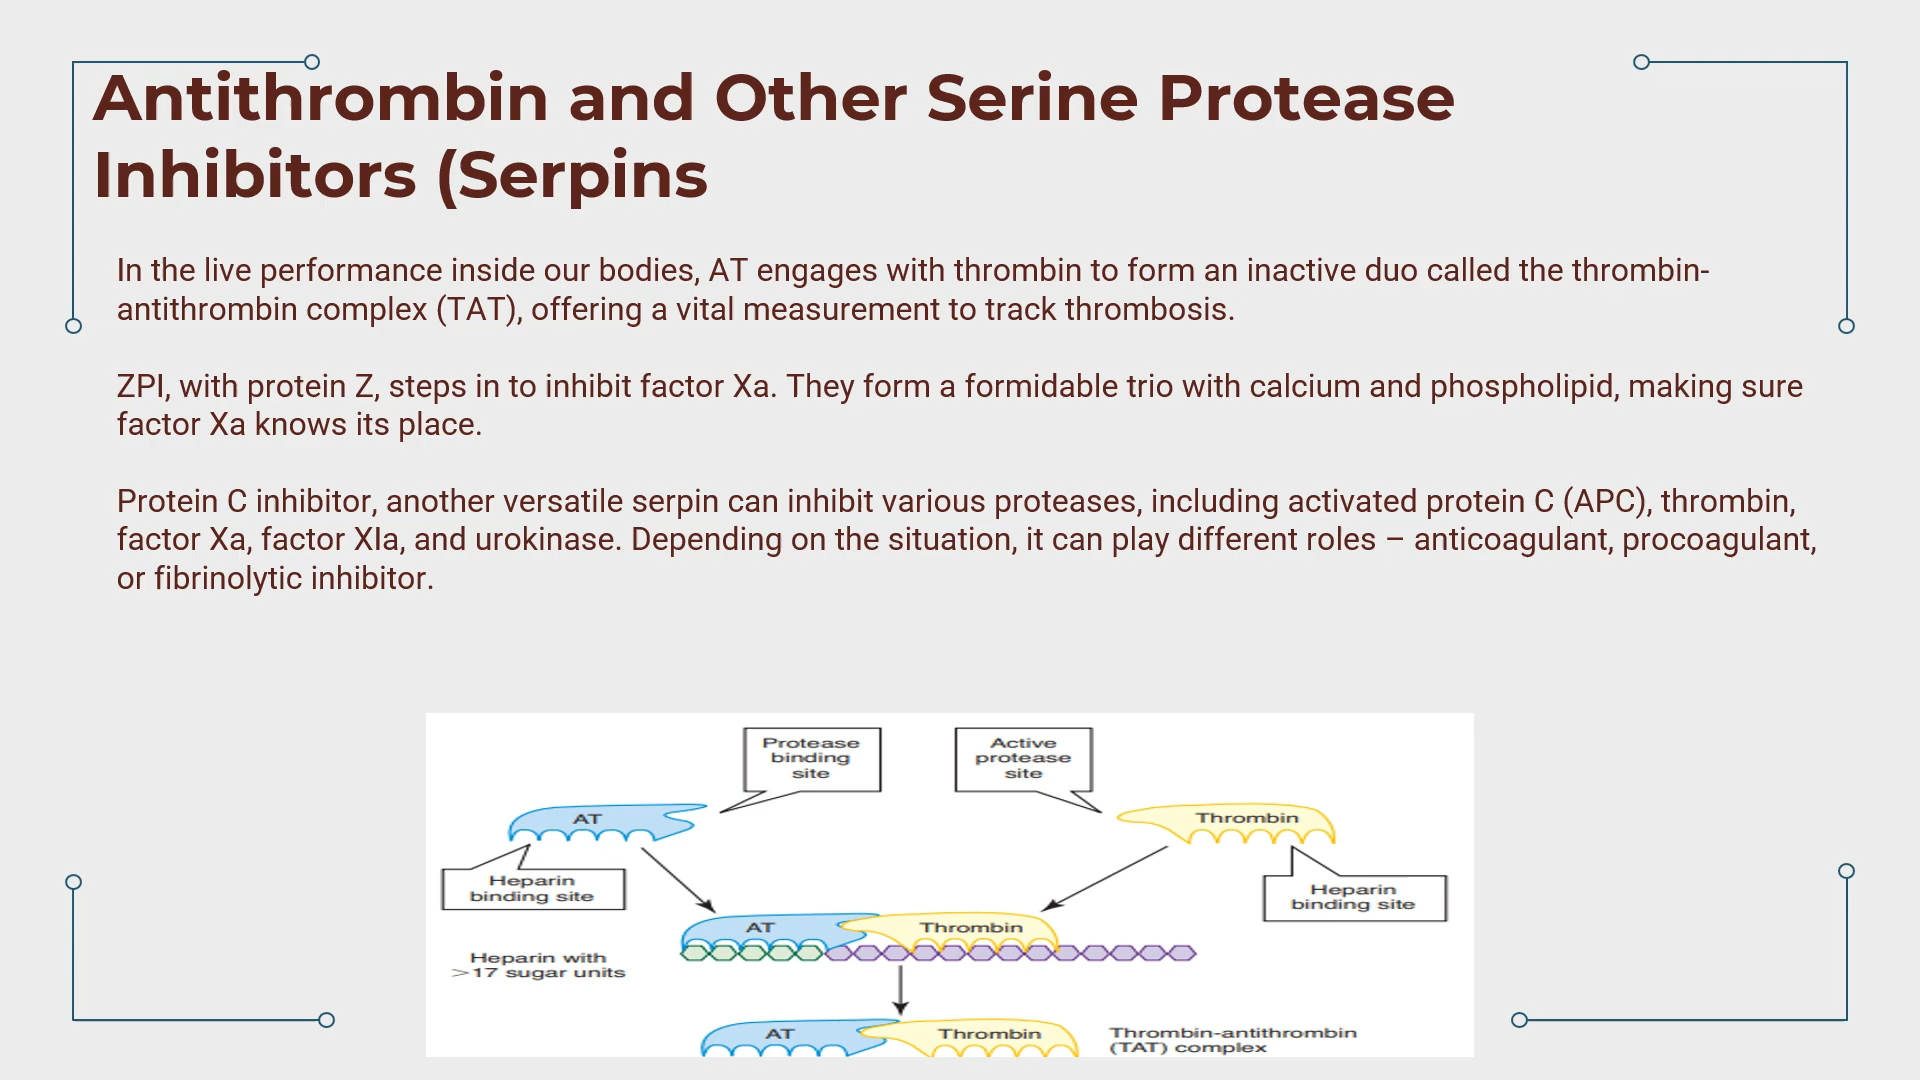 Antithrombin and Other Serine Protease
Inhibitors (Serpins
In the live performance inside our bodies, AT engages with thrombin to form an inactive duo called the thrombin-
antithrombin complex (TAT), offering a vital measurement to track thrombosis.
ZPI, with protein Z, steps in to inhibit factor Xa. They form a formidable trio with calcium and phospholipid, making sure
factor Xa knows its place.
Protein C inhibitor, another versatile serpin can inhibit various proteases, including activated protein C (APC), thrombin,
factor Xa, factor XIa, and urokinase. Depending on the situation, it can play different roles – anticoagulant, procoagulant,
or fibrinolytic inhibitor.
Protease
binding
site
Active
protease
site
AT
Thrombin
Heparin
binding site
Heparin
binding site
AT
Thrombin
Heparin with
>17 sugar units
AT
Thrombin
Thrombin-antithrombin
(TAT) complex